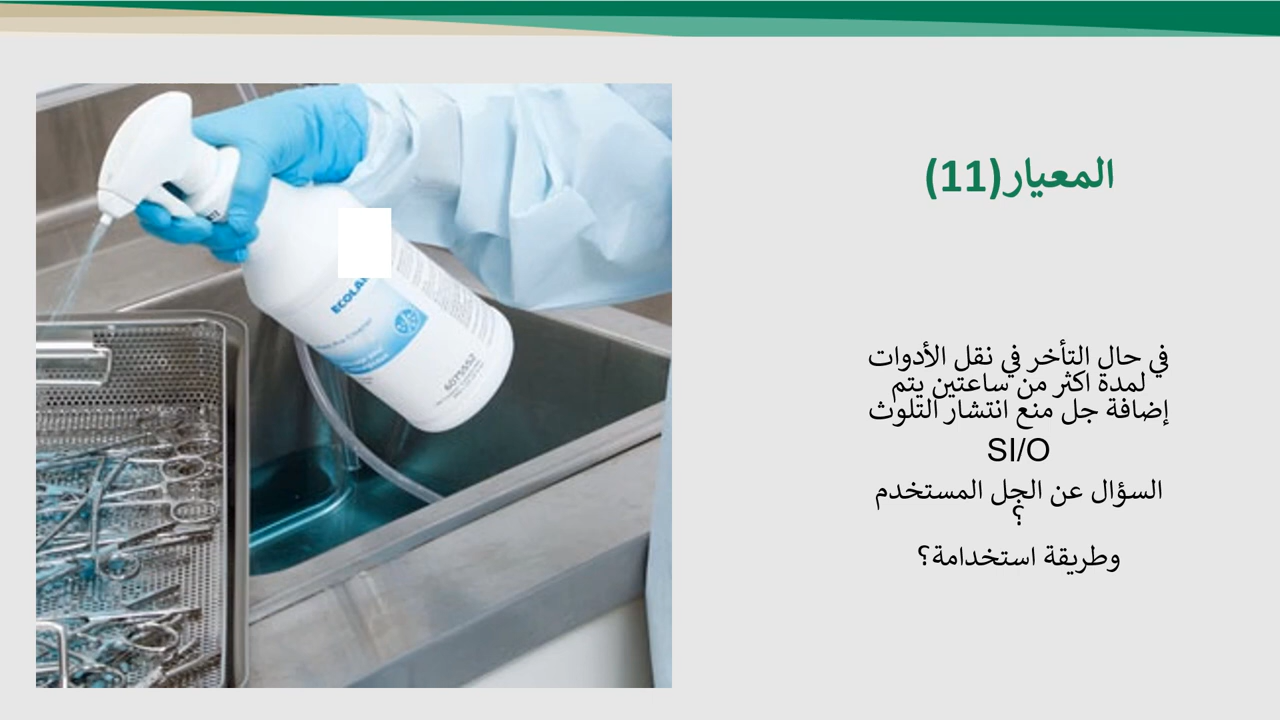 المعيار(11)
في حال التأخر في نقل الأدوات
لمدة اكثر من ساعتين يتم
إضافة جل منع انتشار التلوث
SI/O
السؤال عن الجل المستخدم
؟
وطريقة استخدامة؟
ECOLAB
6075552